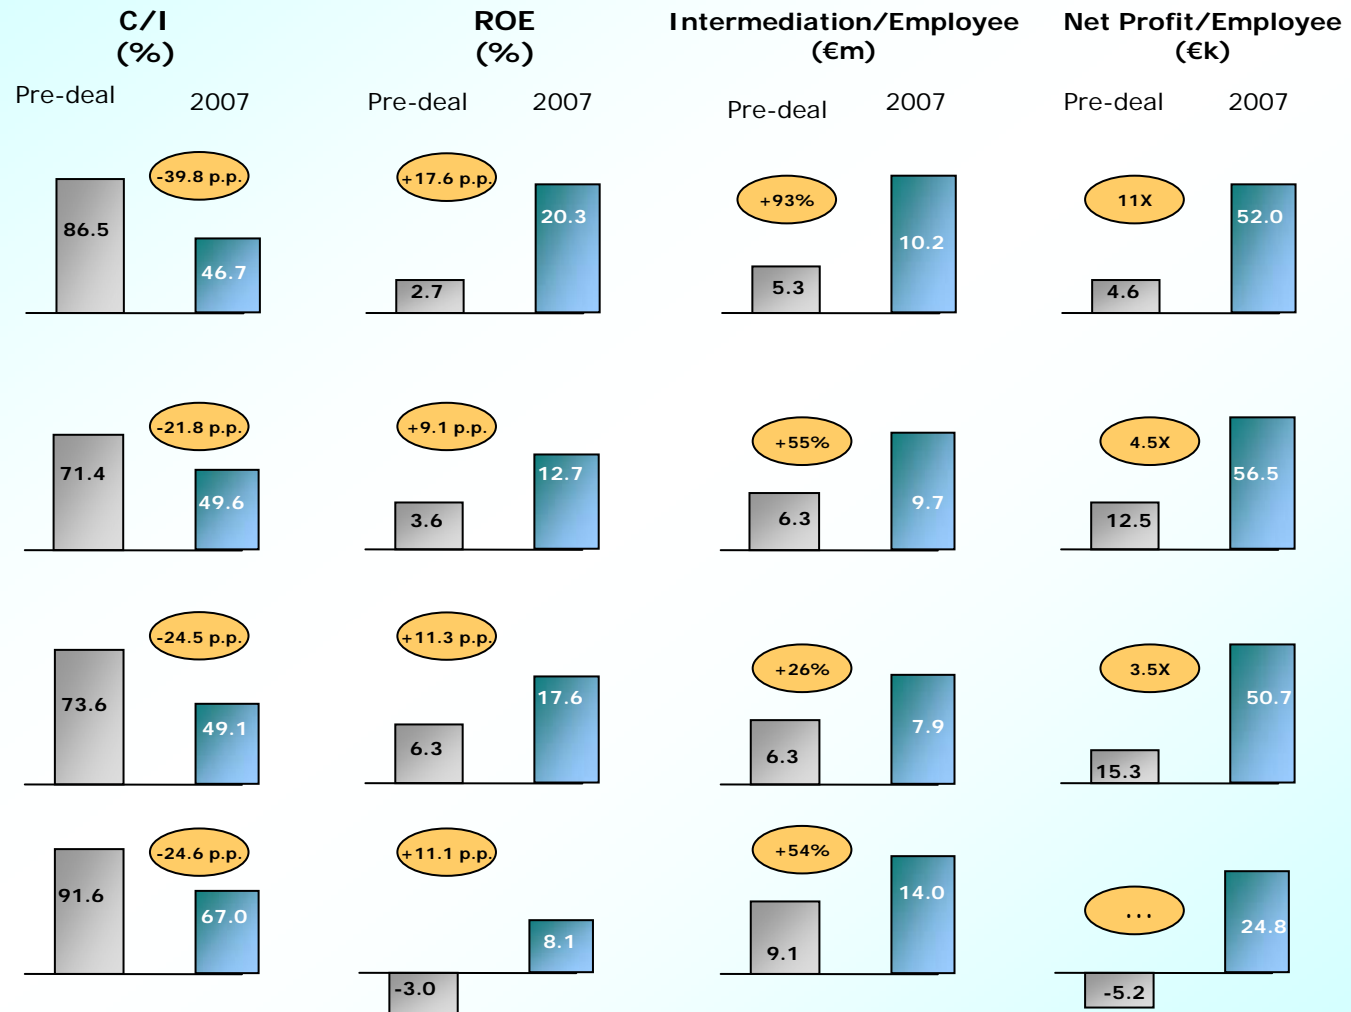 C/I
(%)
ROE
(%)
Intermediation/Employee
(€m)
Net Profit/Employee
(€k)
Pre-deal
2007
Pre-deal
2007
Pre-deal
2007
Pre-deal
2007
86.5
-39.8 p.p.
46.7
2.7
+17.6 p.p.
20.3
5.3
+93%
10.2
4.6
11X
52.0
71.4
-21.8 p.p.
49.6
3.6
+9.1 p.p.
12.7
6.3
+55%
9.7
12.5
4.5X
56.5
73.6
-24.5 p.p.
49.1
6.3
+11.3 p.p.
17.6
6.3
+26%
7.9
15.3
3.5X
50.7
91.6
-24.6 p.p.
67.0
-3.0
+11.1 p.p.
8.1
9.1
+54%
14.0
-5.2
...
24.8